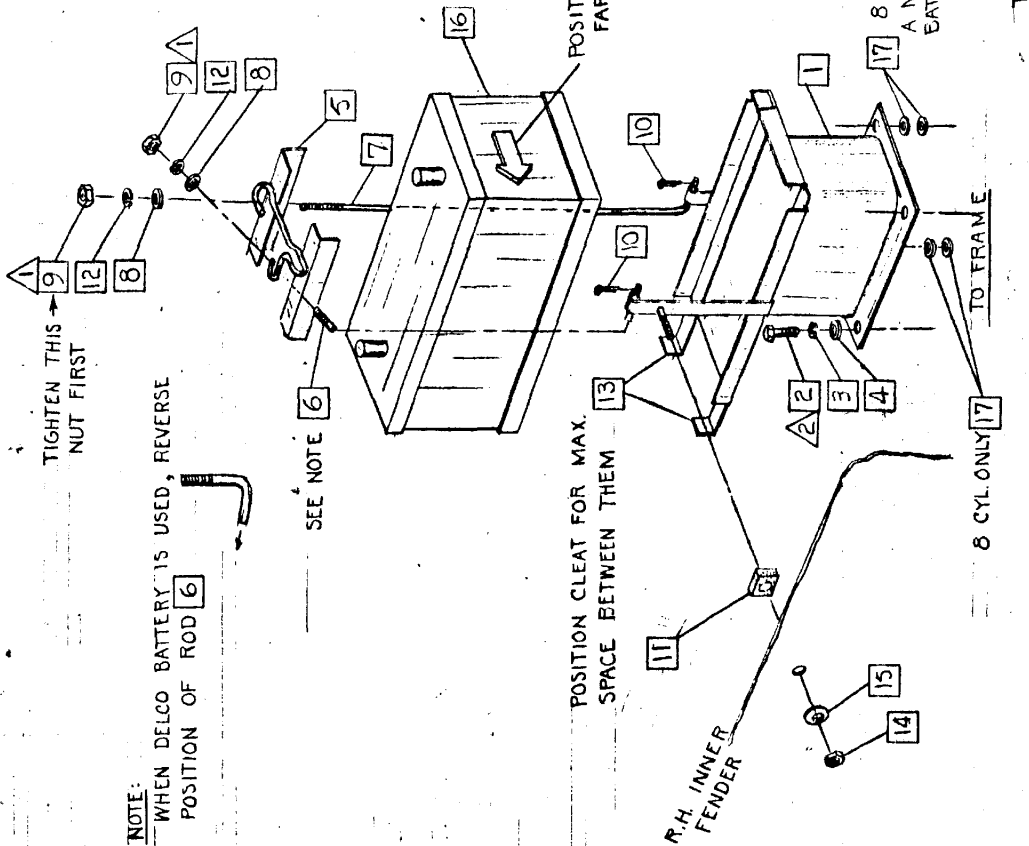 TIGHTEN THIS
NUT FIRST
△1 9
12
8
9 △1
12
8
5
7
16
POSIT
FAR
8
A N
EAT
NOTE:
WHEN DELCO BATTERY IS USED, REVERSE
POSITION OF ROD 6
SEE NOTE 6
10
10
1
17
13
POSITION CLEAT FOR MAX.
SPACE BETWEEN THEM
△2 2
3
4
TO FRAME
8 CYL. ONLY 17
11
R.H. INNER
FENDER
15
14